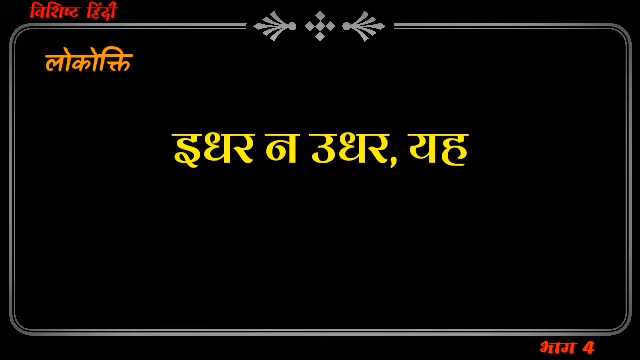 विशिष्ट हिंदी
लोकोक्ति
इधर न उधर, यह
भाग 4